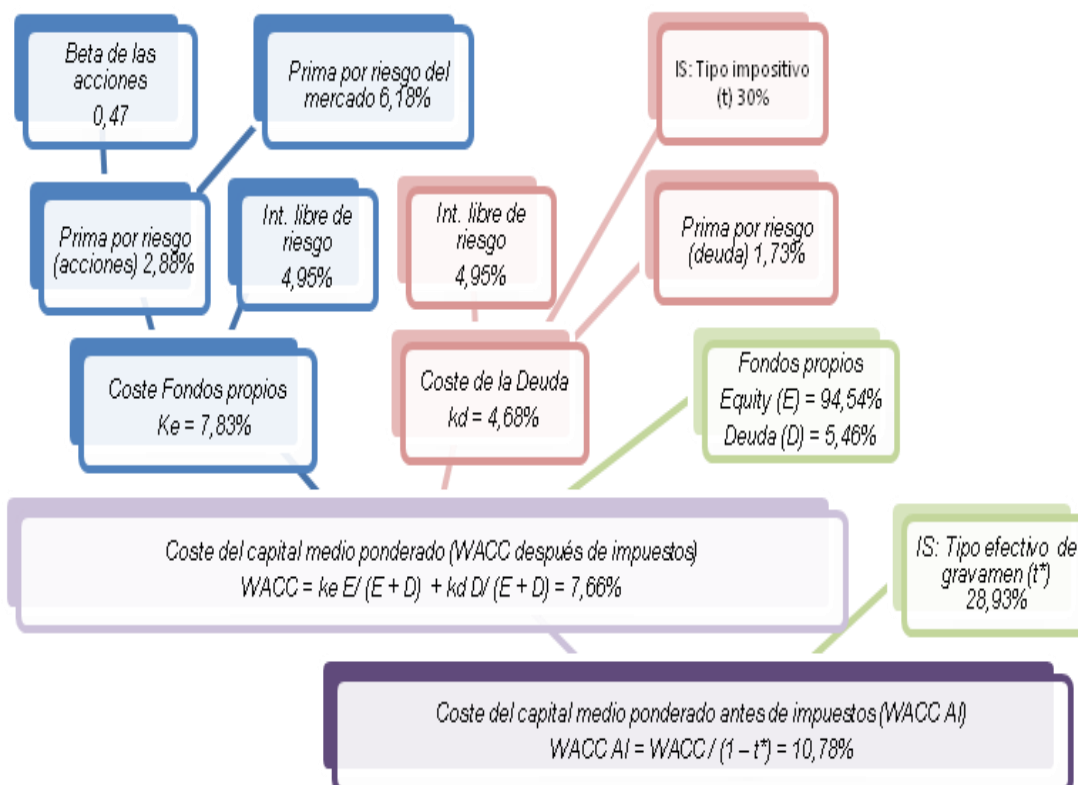 Beta de las
acciones
0,47
Prima por riesgo del
mercado 6,18%
IS: Tipo impositivo
(t) 30%
Prima por riesgo
(acciones) 2,88%
Int. libre de
riesgo
4,95%
Int. libre de
riesgo
4,95%
Prima por riesgo
(deuda) 1,73%
Coste Fondos propios
Ke = 7,83%
Coste de la Deuda
kd = 4,68%
Fondos propios
Equity (E) = 94,54%
Deuda (D) = 5,46%
Coste del capital medio ponderado (WACC después de impuestos)
WACC = ke E/ (E + D) + kd D/ (E + D) = 7,66%
IS: Tipo efectivo de
gravamen (t*)
28,93%
Coste del capital medio ponderado antes de impuestos (WACC AI)
WACC AI = WACC / (1 – t*) = 10,78%